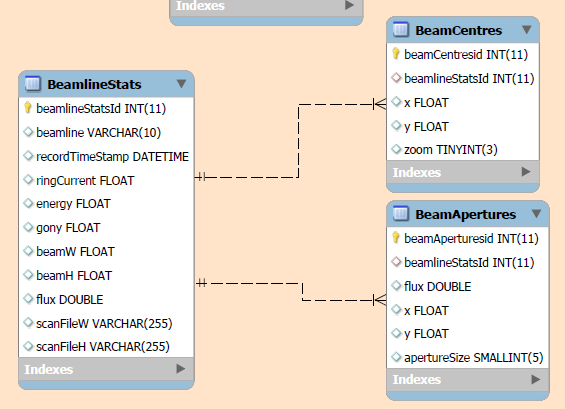 Indexes
BeamlineStats
beamlineStatsId INT(11)
beamline VARCHAR(10)
recordTimeStamp DATETIME
ringCurrent FLOAT
energy FLOAT
gony FLOAT
beamW FLOAT
beamH FLOAT
flux DOUBLE
scanFileW VARCHAR(255)
scanFileH VARCHAR(255)
Indexes
BeamCentres
beamCentresid INT(11)
beamlineStatsId INT(11)
x FLOAT
y FLOAT
zoom TINYINT(3)
Indexes
BeamApertures
beamAperturesid INT(11)
beamlineStatsId INT(11)
flux DOUBLE
x FLOAT
y FLOAT
apertureSize SMALLINT(5)
Indexes